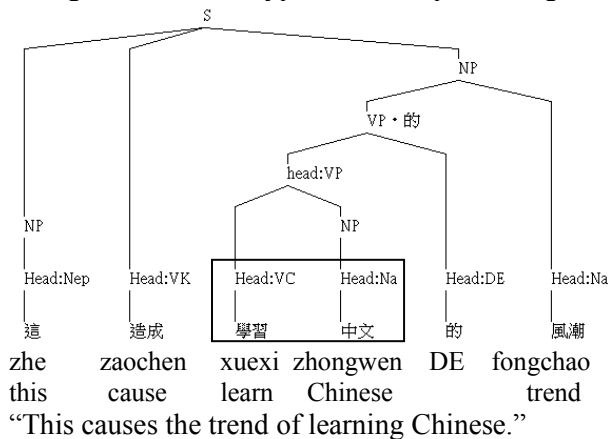 S
NP
VP·的
head:VP
NP NP
Head:Nep Head:VK Head:VC Head:Na Head:DE Head:Na
這 造成 學習 中文 的 風潮
zhe zaochen xuexi zhongwen DE fongchao
this cause learn Chinese trend
“This causes the trend of learning Chinese.”